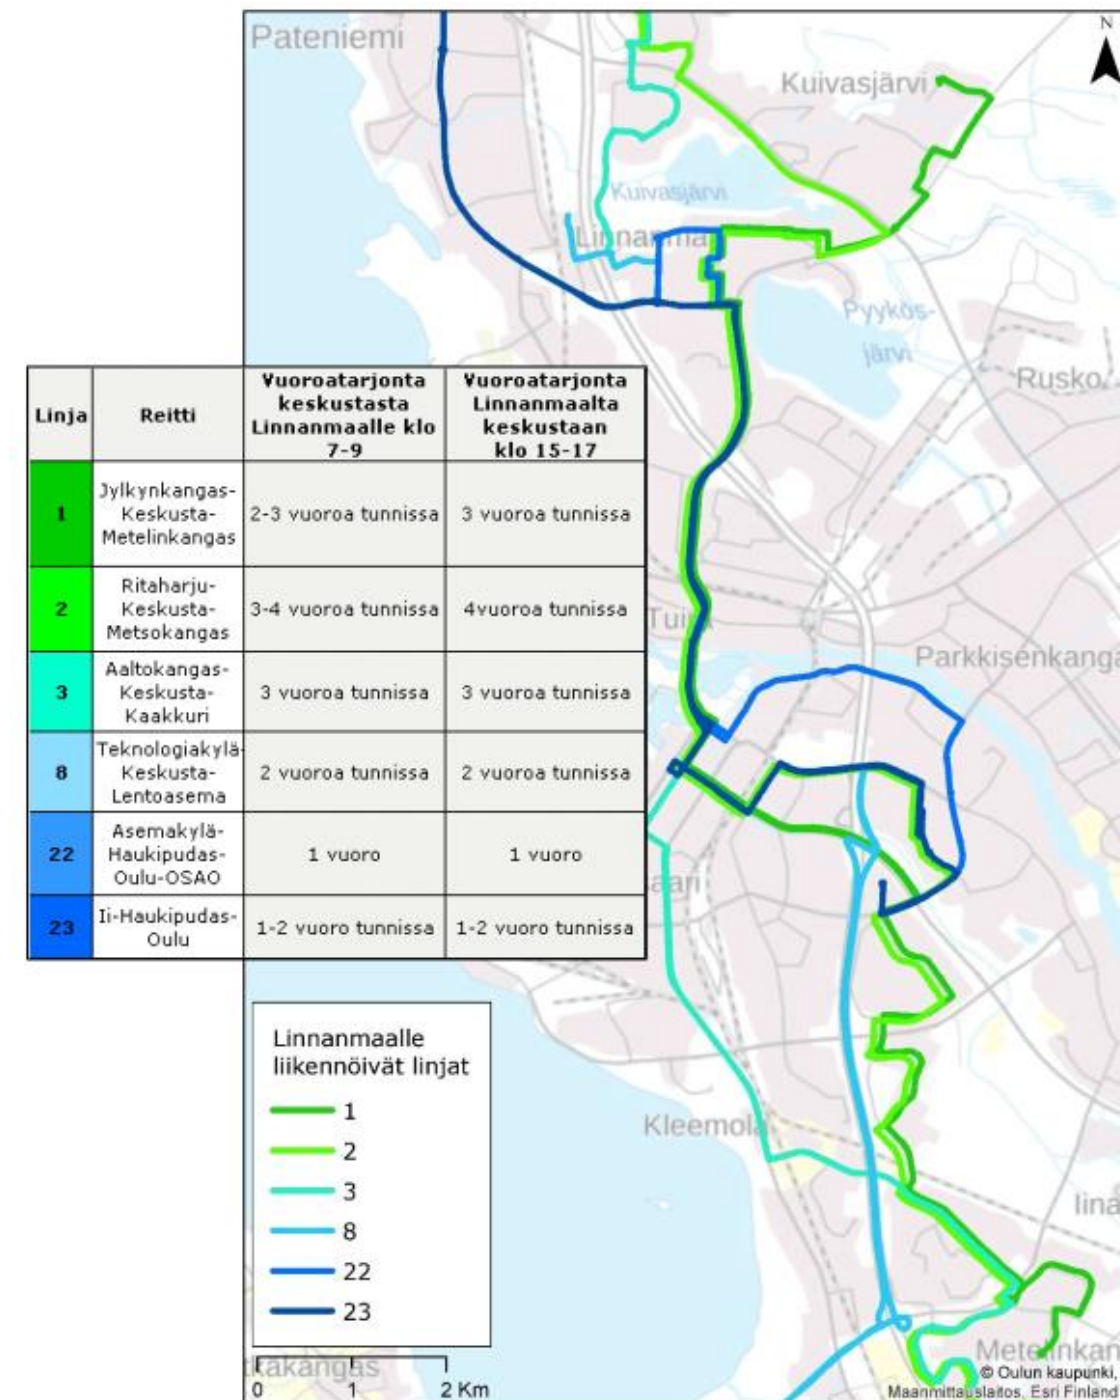 Pateniemi
N
Kuivasjärvi
Kuivasjärvi
Linnanma
Pyykös-
järvi
Rusko
Linja
Reitti
Vuoroatarjonta
keskustasta
Linnanmaalle klo
7-9
Vuoroatarjonta
Linnanmaalta
keskustaan
klo 15-17
1
Jylkynkangas-
Keskusta-
Metelinkangas
2-3 vuoroa tunnissa
3 vuoroa tunnissa
2
Ritaharju-
Keskusta-
Metsokangas
3-4 vuoroa tunnissa
4vuoroa tunnissa
3
Aaltokangas-
Keskusta-
Kaakkuri
3 vuoroa tunnissa
3 vuoroa tunnissa
8
Teknologiakylä-
Keskusta-
Lentoasema
2 vuoroa tunnissa
2 vuoroa tunnissa
22
Asemakylä-
Haukipudas-
Oulu-OSAO
1 vuoro
1 vuoro
23
Ii-Haukipudas-
Oulu
1-2 vuoro tunnissa
1-2 vuoro tunnissa
Tuira
Parkkisenkanga
saari
Linnanmaalle
liikennöivät linjat
1
2
3
8
22
23
Kleemola
Iina
Metelinkan
kakangas
0 1 2 Km
© Oulun kaupunki
Maanmittauslaitos, Esri Finland